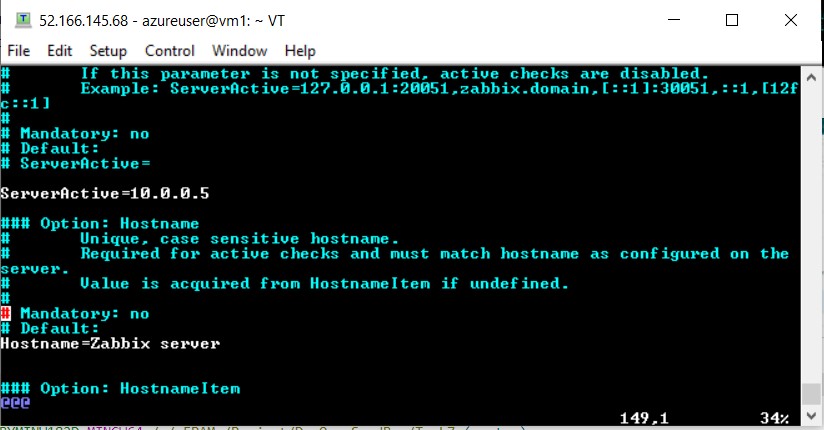 52.166.145.68 - azureuser@vm1: ~ VT
File Edit Setup Control Window Help
# If this parameter is not specified, active checks are disabled.
# Example: ServerActive=127.0.0.1:20051,zabbix.domain,[::1]:30051,::1,[12f
c::1]
#
# Mandatory: no
# Default:
# ServerActive=
ServerActive=10.0.0.5
### Option: Hostname
# Unique, case sensitive hostname.
# Required for active checks and must match hostname as configured on the
server.
# Value is acquired from HostnameItem if undefined.
#
# Mandatory: no
# Default:
Hostname=Zabbix server
### Option: HostnameItem
@@@
149,1 34%